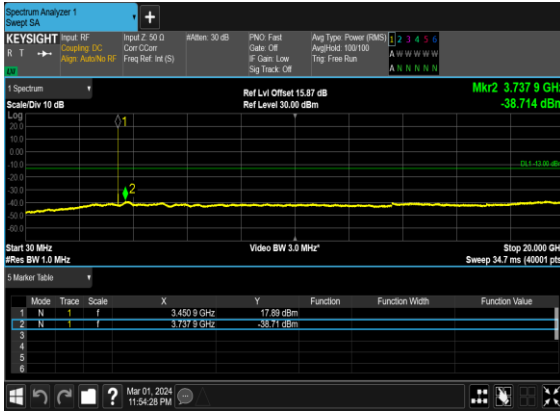 Spectrum Analyzer 1
Swept SA
+
KEYSIGHT Input: RF Input Z: 50 Ω #Atten: 30 dB PNO: Fast Avg Type: Power (RMS) 1 2 3 4 5 6
R T Coupling: DC Corr CCorr Gate: Off Avg|Hold: 100/100 A W W W W W
Align: Auto/No RF Freq Ref: Int (S) IF Gain: Low Trig: Free Run
Sig Track: Off A N N N N N
1 Spectrum
Ref Lvl Offset 15.87 dB Mkr2 3.737 9 GHz
Scale/Div 10 dB Ref Level 30.00 dBm -38.714 dBm
Log
20.0
10.0
0.00
-10.0
DL1 -13.00 dBm
-20.0
-30.0
-40.0
-50.0
-60.0
1
2
Start 30 MHz Video BW 3.0 MHz* Stop 20.000 GHz
#Res BW 1.0 MHz Sweep 34.7 ms (40001 pts)
5 Marker Table
Mode Trace Scale X Y Function Function Width Function Value
1 N 1 f 3.450 9 GHz 17.89 dBm
2 N 1 f 3.737 9 GHz -38.71 dBm
3
4
5
6
? Mar 01, 2024
11:54:28 PM